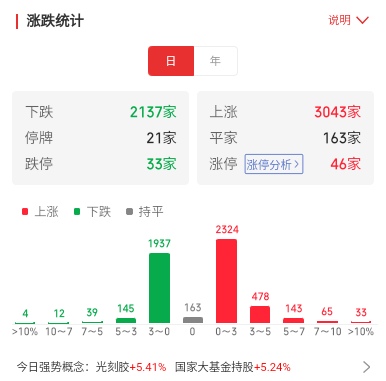 涨跌统计 说明
日 年
下跌 2137家 上涨 3043家
停牌 21家 平家 163家
跌停 33家 涨停 涨停分析> 46家
上涨 下跌 持平
4 12 39 145 1937 163 2324 478 143 65 33
>10% 10～7 7～5 5～3 3～0 0 0～3 3～5 5～7 7～10 >10%
今日强势概念：光刻胶+5.41% 国家大基金持股+5.24%